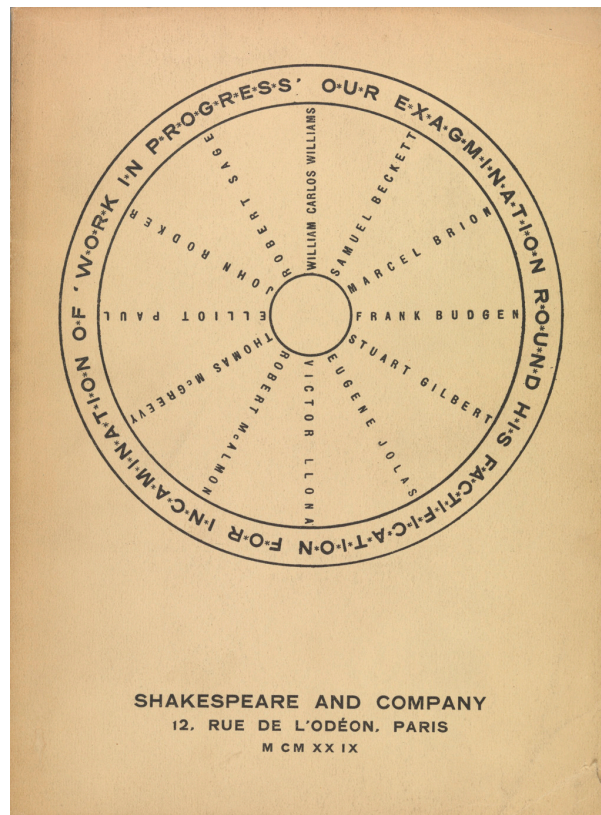 OUR EXAGMINATION ROUND HIS FACTIFICATION FOR INCAMINATION OF 'WORK IN PROGRESS'
WILLIAM CARLOS WILLIAMS
SAMUEL BECKETT
MARCEL BRION
FRANK BUDGEN
STUART GILBERT
EUGENE JOLAS
VICTOR LLONA
ROBERT McALMON
THOMAS McGREEVY
ELLIOT PAUL
JOHN RODKER
ROBERT SAGE
SHAKESPEARE AND COMPANY
12, RUE DE L'ODÉON, PARIS
M CM XX IX